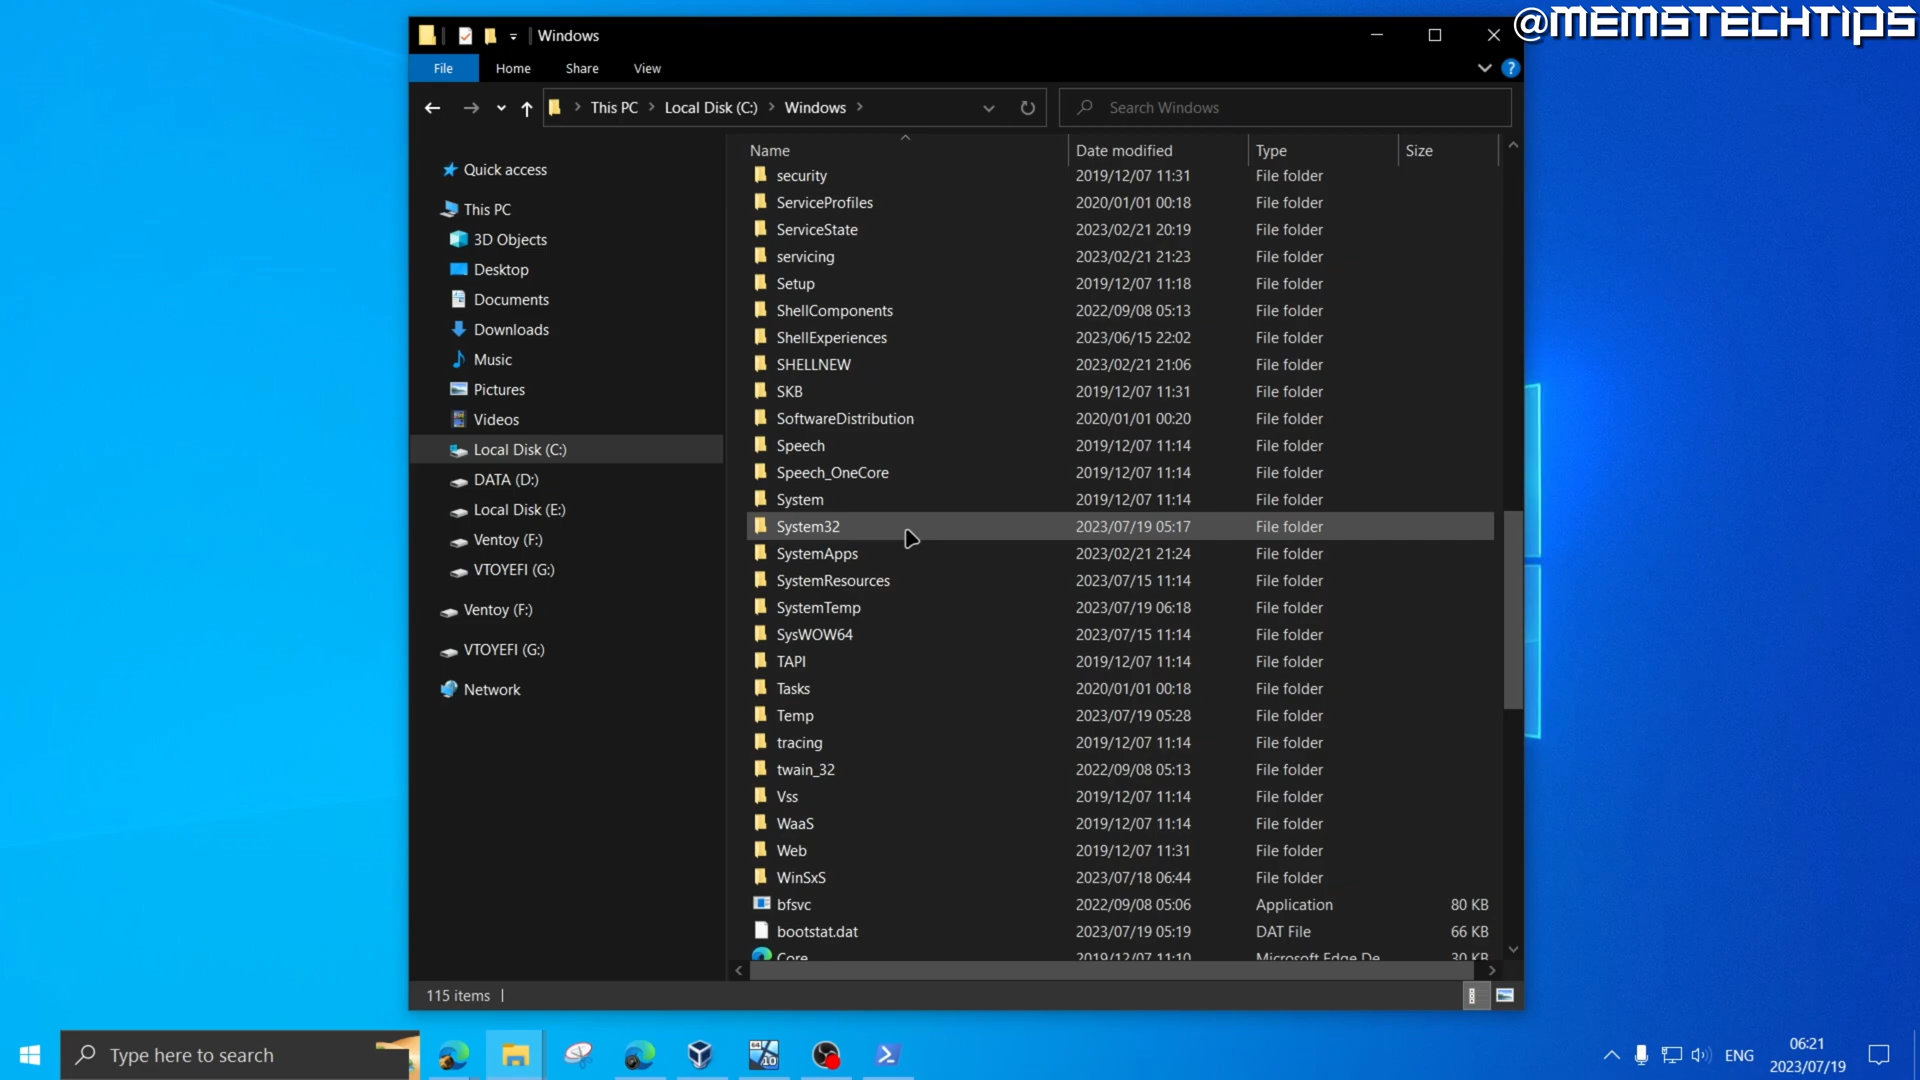 @MEMSTECHTIPS
Windows
File Home Share View
This PC Local Disk (C:) Windows
Search Windows
Name Date modified Type Size
Quick access
This PC
3D Objects
Desktop
Documents
Downloads
Music
Pictures
Videos
Local Disk (C:)
DATA (D:)
Local Disk (E:)
Ventoy (F:)
VTOYEFI (G:)
Ventoy (F:)
VTOYEFI (G:)
Network
security 2019/12/07 11:31 File folder
ServiceProfiles 2020/01/01 00:18 File folder
ServiceState 2023/02/21 20:19 File folder
servicing 2023/02/21 21:23 File folder
Setup 2019/12/07 11:18 File folder
ShellComponents 2022/09/08 05:13 File folder
ShellExperiences 2023/06/15 22:02 File folder
SHELLNEW 2023/02/21 21:06 File folder
SKB 2019/12/07 11:31 File folder
SoftwareDistribution 2020/01/01 00:20 File folder
Speech 2019/12/07 11:14 File folder
Speech_OneCore 2019/12/07 11:14 File folder
System 2019/12/07 11:14 File folder
System32 2023/07/19 05:17 File folder
SystemApps 2023/02/21 21:24 File folder
SystemResources 2023/07/15 11:14 File folder
SystemTemp 2023/07/19 06:18 File folder
SysWOW64 2023/07/15 11:14 File folder
TAPI 2019/12/07 11:14 File folder
Tasks 2020/01/01 00:18 File folder
Temp 2023/07/19 05:28 File folder
tracing 2019/12/07 11:14 File folder
twain_32 2022/09/08 05:13 File folder
Vss 2019/12/07 11:14 File folder
WaaS 2019/12/07 11:14 File folder
Web 2019/12/07 11:31 File folder
WinSxS 2023/07/18 06:44 File folder
bfsvc 2022/09/08 05:06 Application 80 KB
bootstat.dat 2023/07/19 05:19 DAT File 66 KB
Core 2019/12/07 11:10 Microsoft Edge De... 30 KB
115 items
Type here to search
ENG
06:21
2023/07/19